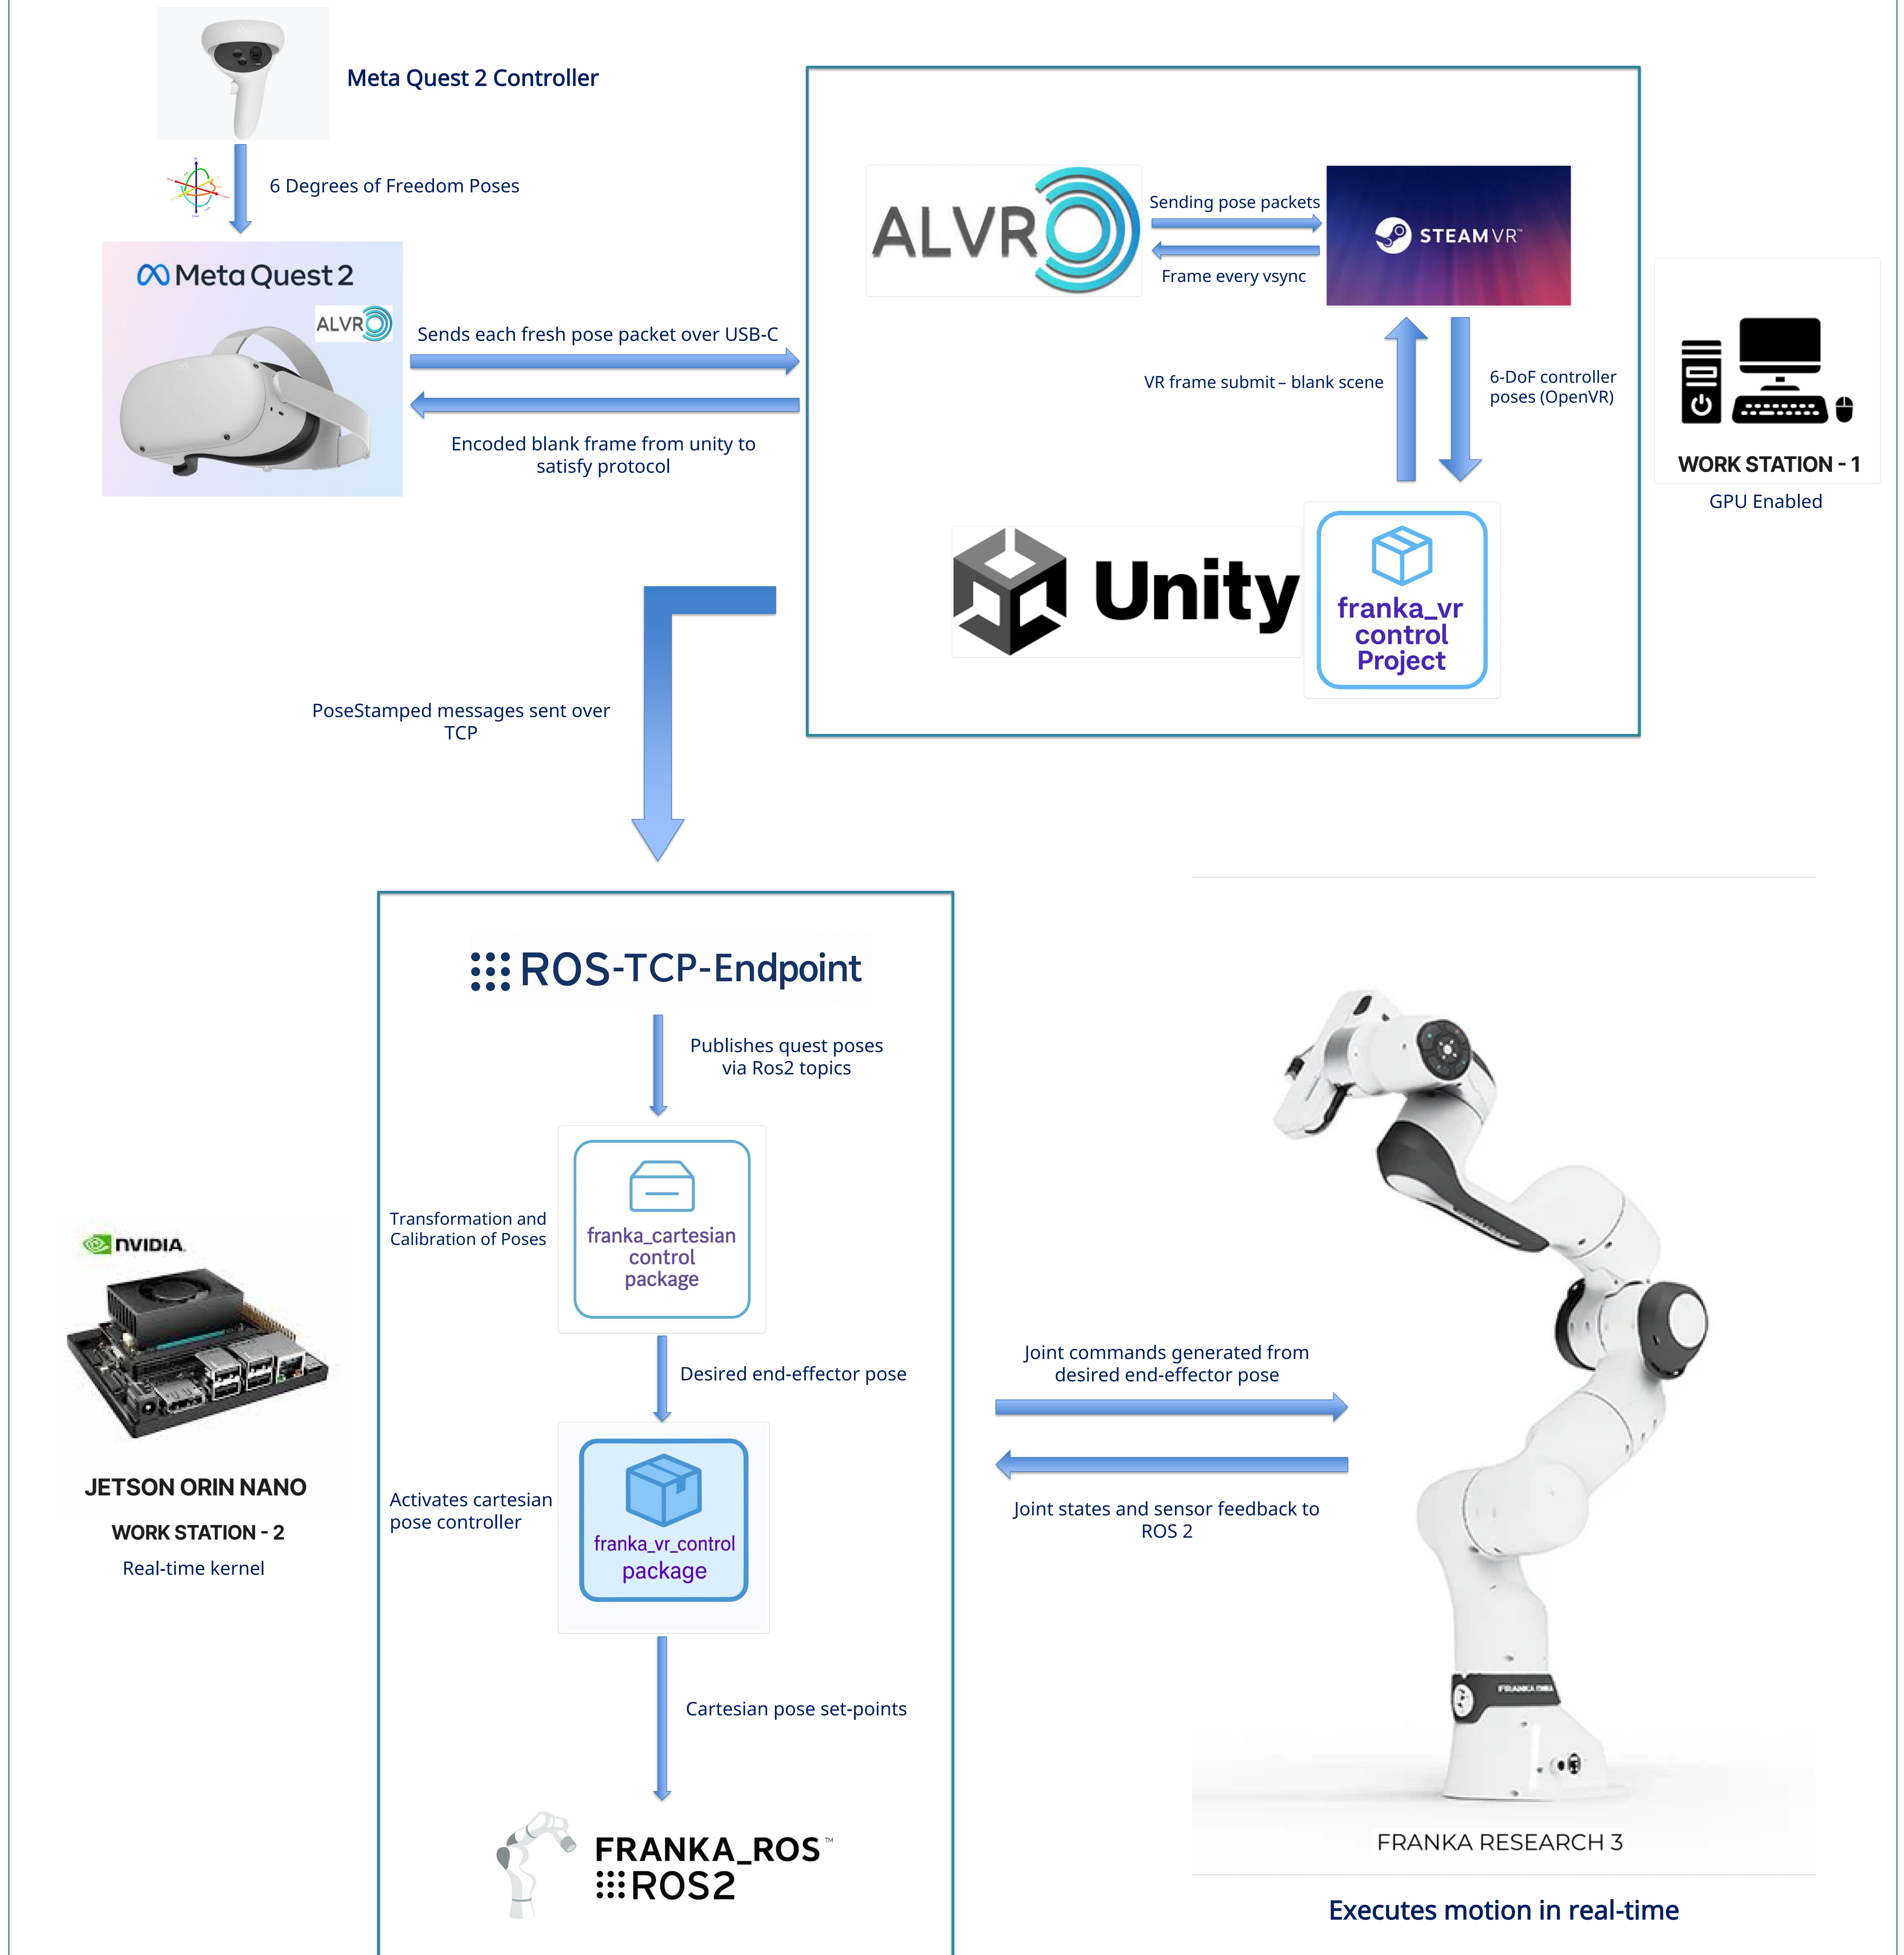 Meta Quest 2 Controller
6 Degrees of Freedom Poses
Meta Quest 2
ALVR
Sends each fresh pose packet over USB-C
Encoded blank frame from unity to
satisfy protocol
ALVR
Sending pose packets
Frame every vsync
STEAMVR™
VR frame submit – blank scene
6-DoF controller
poses (OpenVR)
Unity
franka_vr
control
Project
WORK STATION - 1
GPU Enabled
PoseStamped messages sent over
TCP
ROS-TCP-Endpoint
Publishes quest poses
via Ros2 topics
Transformation and
Calibration of Poses
franka_cartesian
control
package
Desired end-effector pose
Activates cartesian
pose controller
franka_vr_control
package
Cartesian pose set-points
FRANKA_ROS™
ROS2
NVIDIA.
JETSON ORIN NANO
WORK STATION - 2
Real-time kernel
Joint commands generated from
desired end-effector pose
Joint states and sensor feedback to
ROS 2
FRANKA RESEARCH 3
Executes motion in real-time